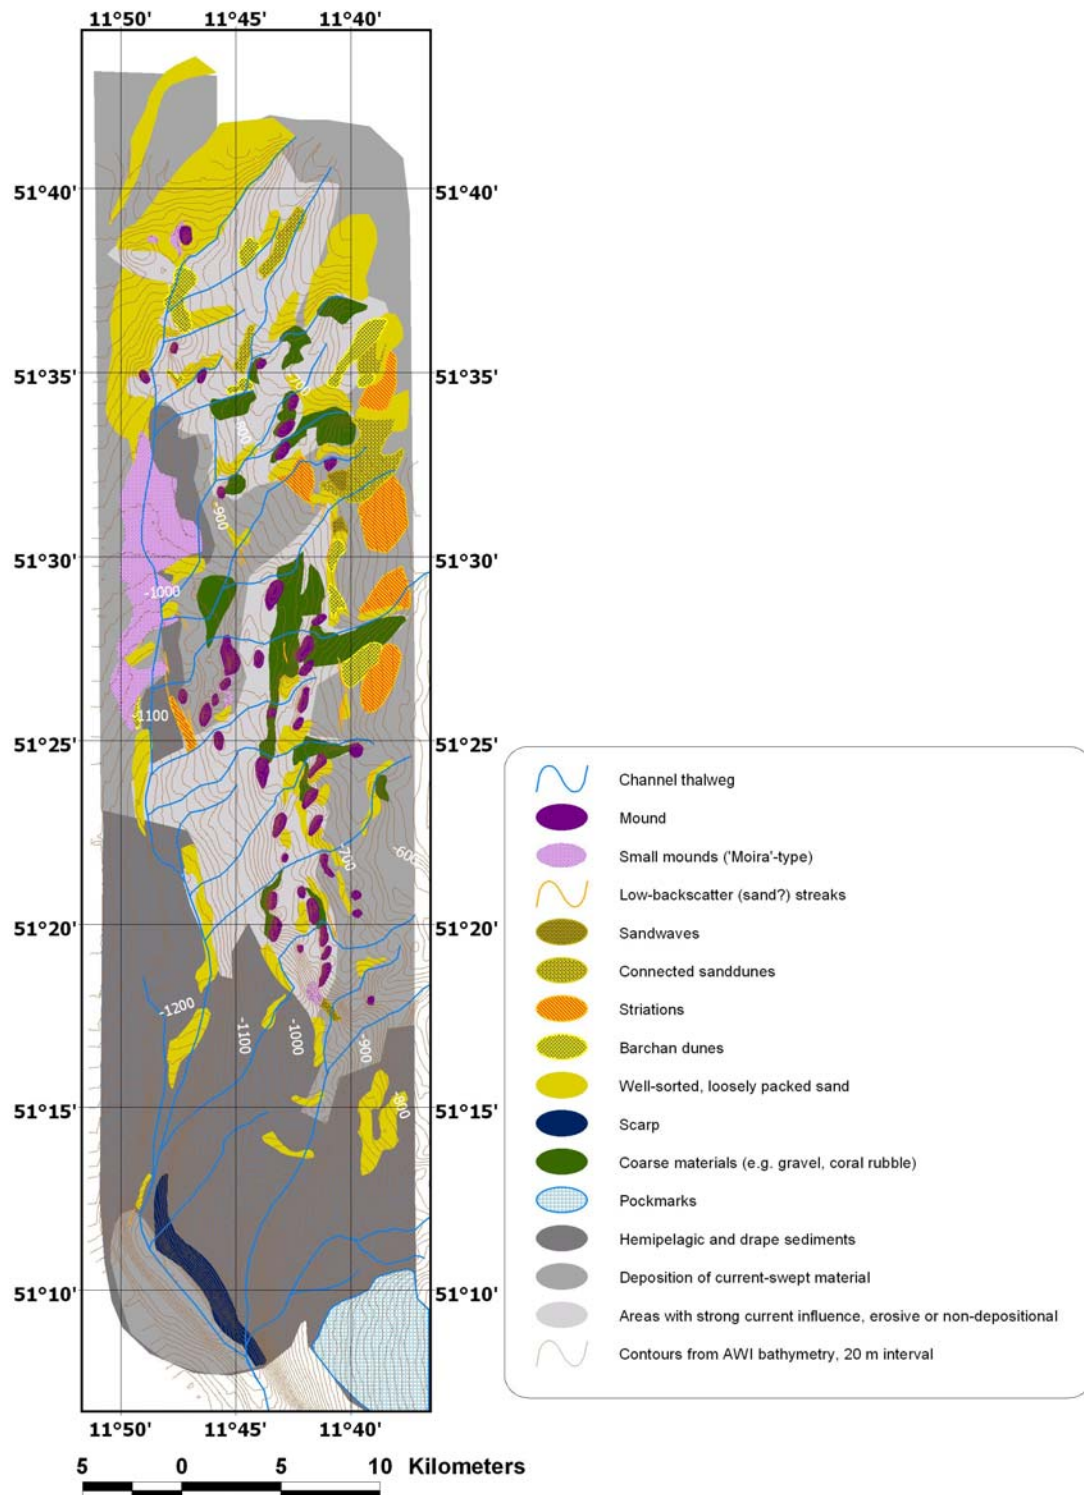 11°50' 11°45' 11°40'
51°40' 51°40'
51°35' 51°35'
-700
-800
-900
51°30' 51°30'
-1000
-1100
51°25' 51°25'
-700
-600
51°20' 51°20'
-1200
-1100
-1000
-900
-800
51°15' 51°15'
51°10' 51°10'
11°50' 11°45' 11°40'
5 0 5 10 Kilometers
Channel thalweg
Mound
Small mounds ('Moira'-type)
Low-backscatter (sand?) streaks
Sandwaves
Connected sanddunes
Striations
Barchan dunes
Well-sorted, loosely packed sand
Scarp
Coarse materials (e.g. gravel, coral rubble)
Pockmarks
Hemipelagic and drape sediments
Deposition of current-swept material
Areas with strong current influence, erosive or non-depositional
Contours from AWI bathymetry, 20 m interval